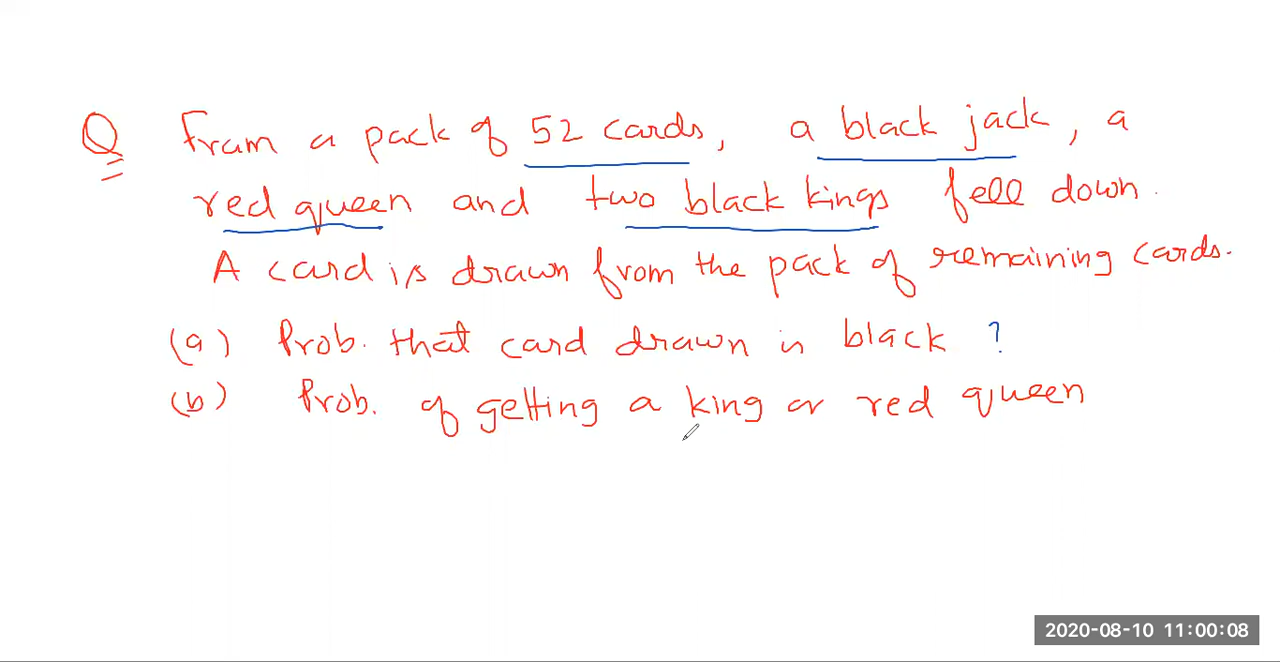 Q From a pack of 52 cards, a black jack, a
red queen and two black kings fell down.
A card is drawn from the pack of remaining cards.
(a) Prob. that card drawn is black ?
(b) Prob. of getting a king or red queen
2020-08-10 11:00:08